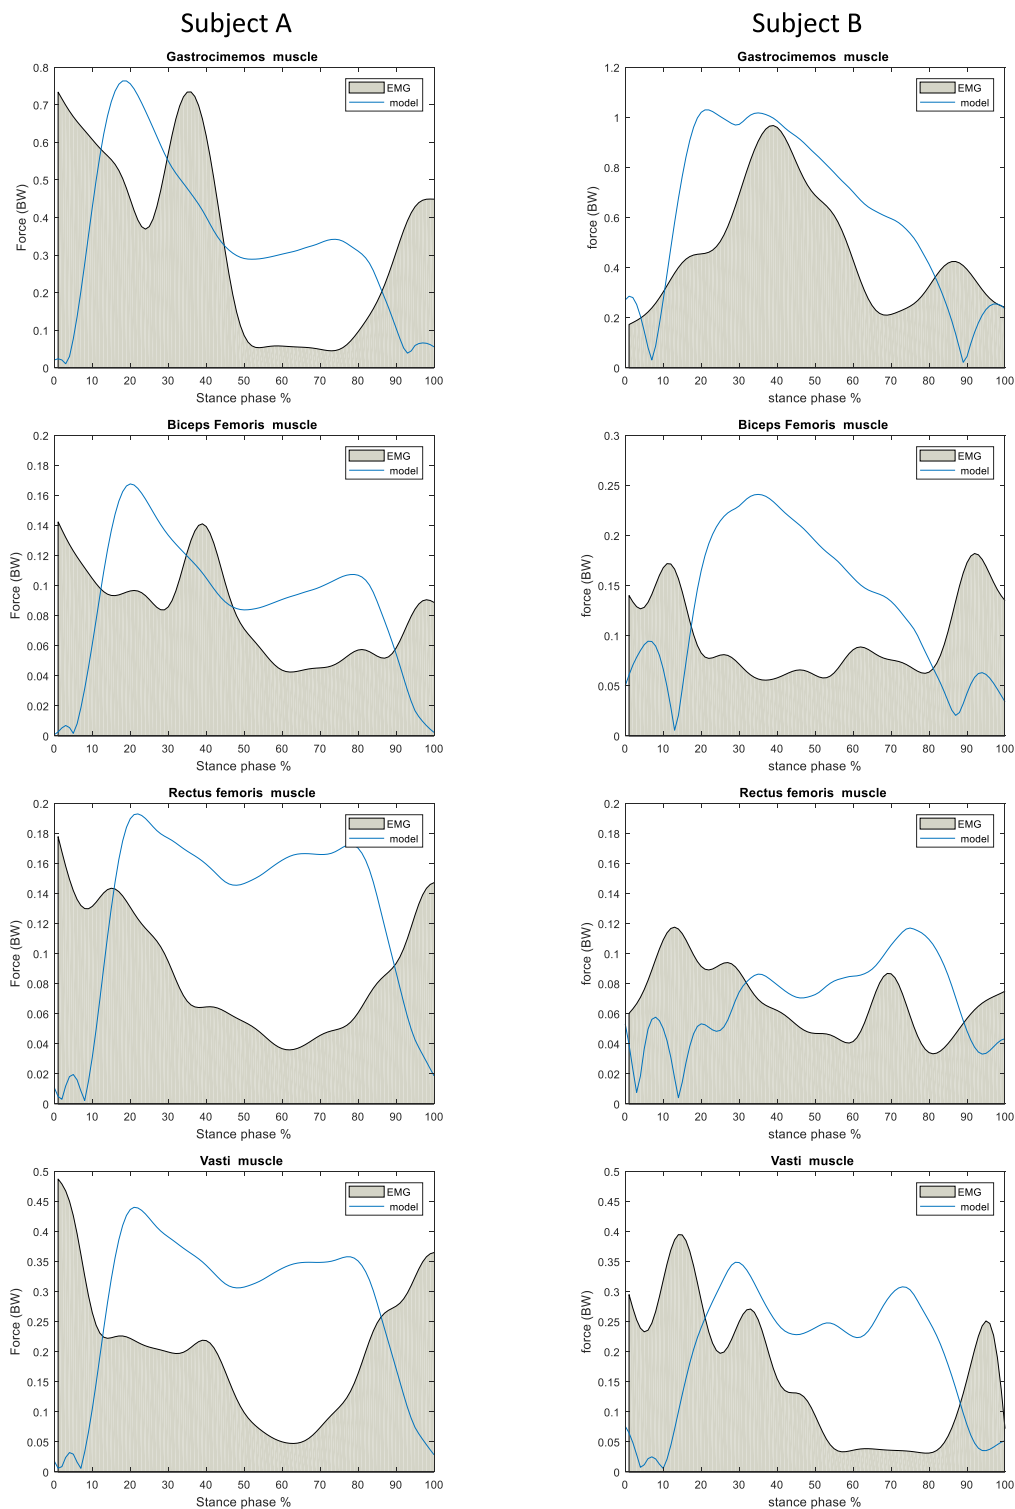 Subject A
Subject B
Gastrocimemos muscle
EMG
model
Force (BW)
0.8
0.7
0.6
0.5
0.4
0.3
0.2
0.1
0
0 10 20 30 40 50 60 70 80 90 100
Stance phase %
Gastrocimemos muscle
EMG
model
force (BW)
1.2
1
0.8
0.6
0.4
0.2
0
0 10 20 30 40 50 60 70 80 90 100
stance phase %
Biceps Femoris muscle
EMG
model
Force (BW)
0.2
0.18
0.16
0.14
0.12
0.1
0.08
0.06
0.04
0.02
0
0 10 20 30 40 50 60 70 80 90 100
Stance phase %
Biceps Femoris muscle
EMG
model
force (BW)
0.3
0.25
0.2
0.15
0.1
0.05
0
0 10 20 30 40 50 60 70 80 90 100
stance phase %
Rectus femoris muscle
EMG
model
Force (BW)
0.2
0.18
0.16
0.14
0.12
0.1
0.08
0.06
0.04
0.02
0
0 10 20 30 40 50 60 70 80 90 100
Stance phase %
Rectus femoris muscle
EMG
model
force (BW)
0.2
0.18
0.16
0.14
0.12
0.1
0.08
0.06
0.04
0.02
0
0 10 20 30 40 50 60 70 80 90 100
stance phase %
Vasti muscle
EMG
model
Force (BW)
0.5
0.45
0.4
0.35
0.3
0.25
0.2
0.15
0.1
0.05
0
0 10 20 30 40 50 60 70 80 90 100
Stance phase %
Vasti muscle
EMG
model
force (BW)
0.5
0.45
0.4
0.35
0.3
0.25
0.2
0.15
0.1
0.05
0
0 10 20 30 40 50 60 70 80 90 100
stance phase %